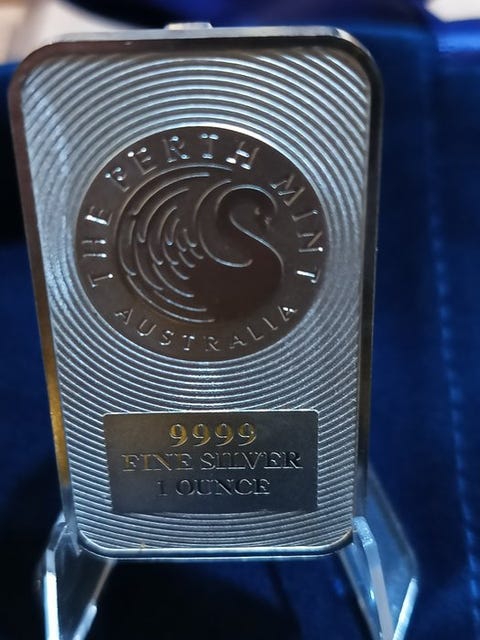 THE PERTH MINT
AUSTRALIA
9999
FINE SILVER
1 OUNCE